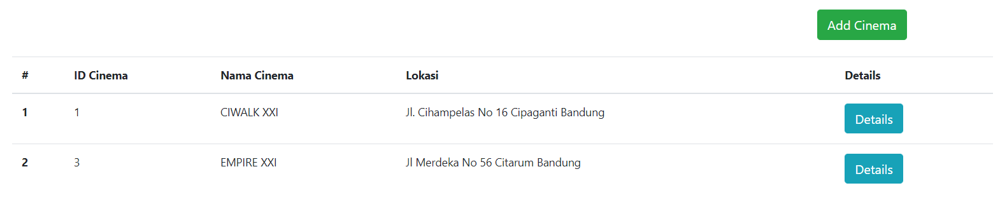 Add Cinema
# ID Cinema Nama Cinema Lokasi Details
1 1 CIWALK XXI Jl. Cihampelas No 16 Cipaganti Bandung Details
2 3 EMPIRE XXI Jl Merdeka No 56 Citarum Bandung Details